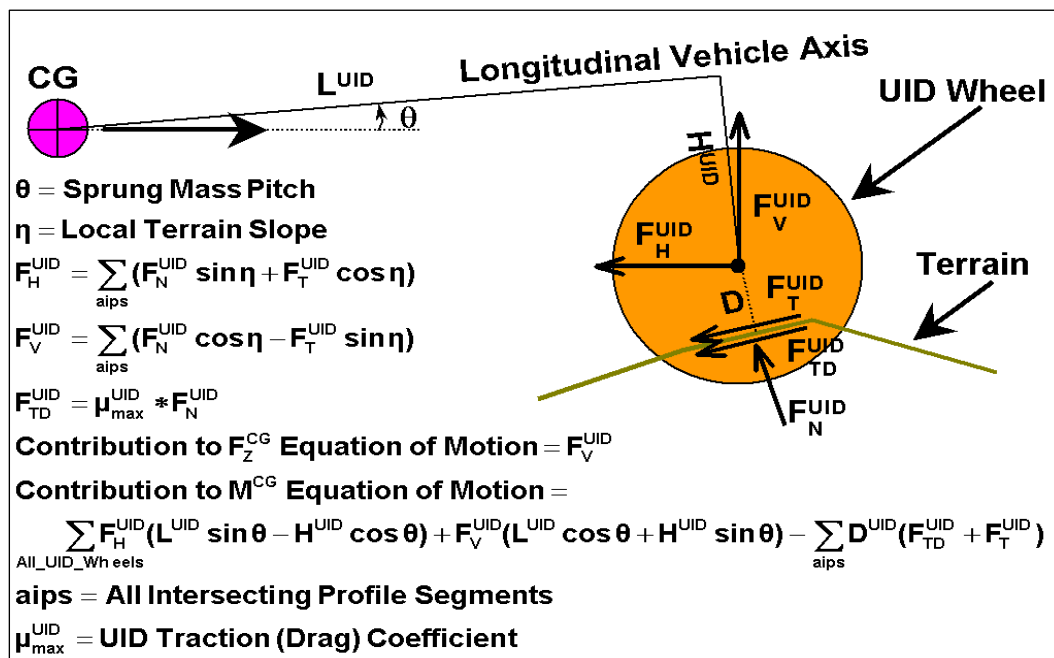 Longitudinal Vehicle Axis
CG
L^UID
θ
UID Wheel
H^UID
θ = Sprung Mass Pitch
η = Local Terrain Slope
F_V^UID
F_H^UID
Terrain
D
F_T^UID
F_TD^UID
F_N^UID
F_H^UID = ∑_aips (F_N^UID sin η + F_T^UID cos η)
F_V^UID = ∑_aips (F_N^UID cos η − F_T^UID sin η)
F_TD^UID = μ_max^UID * F_N^UID
Contribution to F_Z^CG Equation of Motion = F_V^UID
Contribution to M^CG Equation of Motion =
∑_All_UID_Wheels F_H^UID (L^UID sin θ − H^UID cos θ) + F_V^UID (L^UID cos θ + H^UID sin θ) − ∑_aips D^UID (F_TD^UID + F_T^UID)
aips = All Intersecting Profile Segments
μ_max^UID = UID Traction (Drag) Coefficient